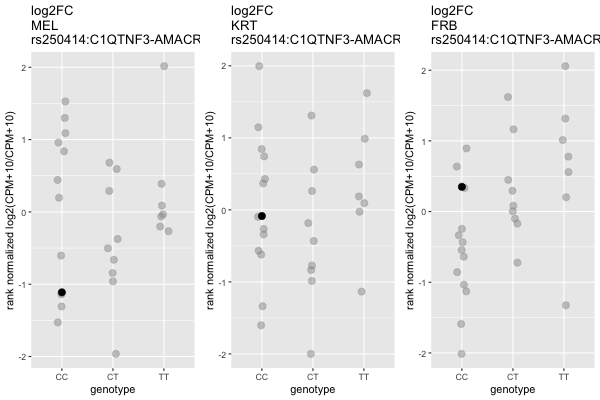 log2FC
MEL
rs250414:C1QTNF3-AMACR
rank normalized log2(CPM+10/CPM+10)
2
1
0
-1
-2
CC
CT
TT
genotype
log2FC
KRT
rs250414:C1QTNF3-AMACR
rank normalized log2(CPM+10/CPM+10)
2
1
0
-1
-2
CC
CT
TT
genotype
log2FC
FRB
rs250414:C1QTNF3-AMACR
rank normalized log2(CPM+10/CPM+10)
2
1
0
-1
-2
CC
CT
TT
genotype